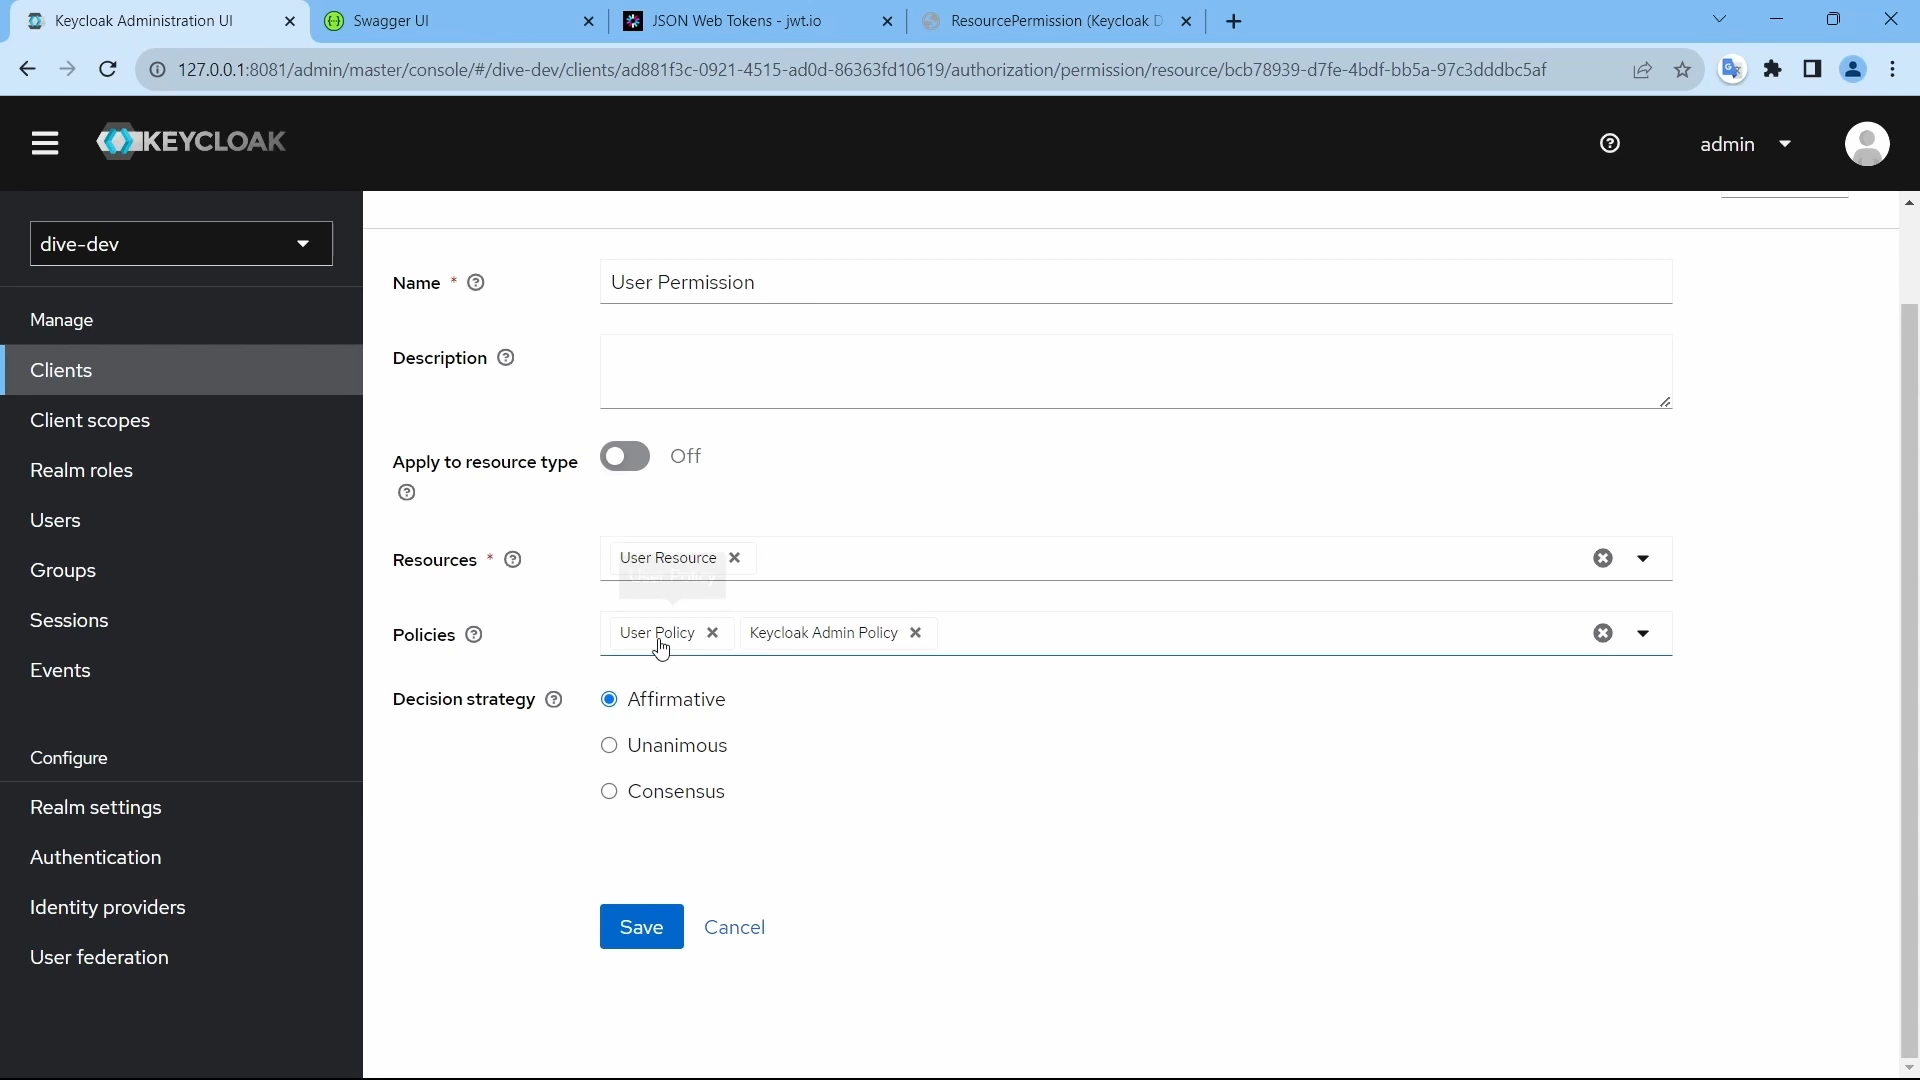 Keycloak Administration UI
Swagger UI
JSON Web Tokens - jwt.io
ResourcePermission (Keycloak D
127.0.0.1:8081/admin/master/console/#/dive-dev/clients/ad881f3c-0921-4515-ad0d-86363fd10619/authorization/permission/resource/bcb78939-d7fe-4bdf-bb5a-97c3dddbc5af
KEYCLOAK
admin
dive-dev
Manage
Clients
Client scopes
Realm roles
Users
Groups
Sessions
Events
Configure
Realm settings
Authentication
Identity providers
User federation
Name *
User Permission
Description
Apply to resource type
Off
Resources *
User Resource
User Policy
Policies
User Policy
Keycloak Admin Policy
Decision strategy
Affirmative
Unanimous
Consensus
Save
Cancel